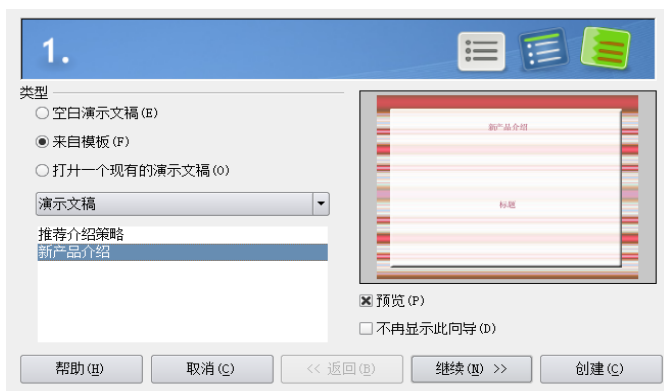 1.
类型
空白演示文稿(E)
来自模板(F)
打开一个现有的演示文稿(O)
演示文稿
推荐介绍策略
新产品介绍
新产品介绍
标题
预览(P)
不再显示此向导(D)
帮助(H) 取消(C) << 返回(B) 继续(N) >> 创建(C)